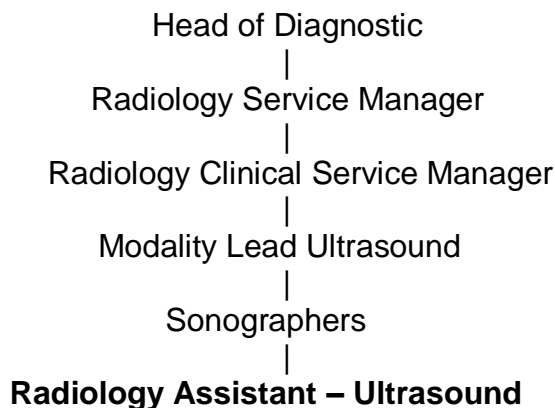 Head of Diagnostic
|
Radiology Service Manager
|
Radiology Clinical Service Manager
|
Modality Lead Ultrasound
|
Sonographers
|
Radiology Assistant – Ultrasound